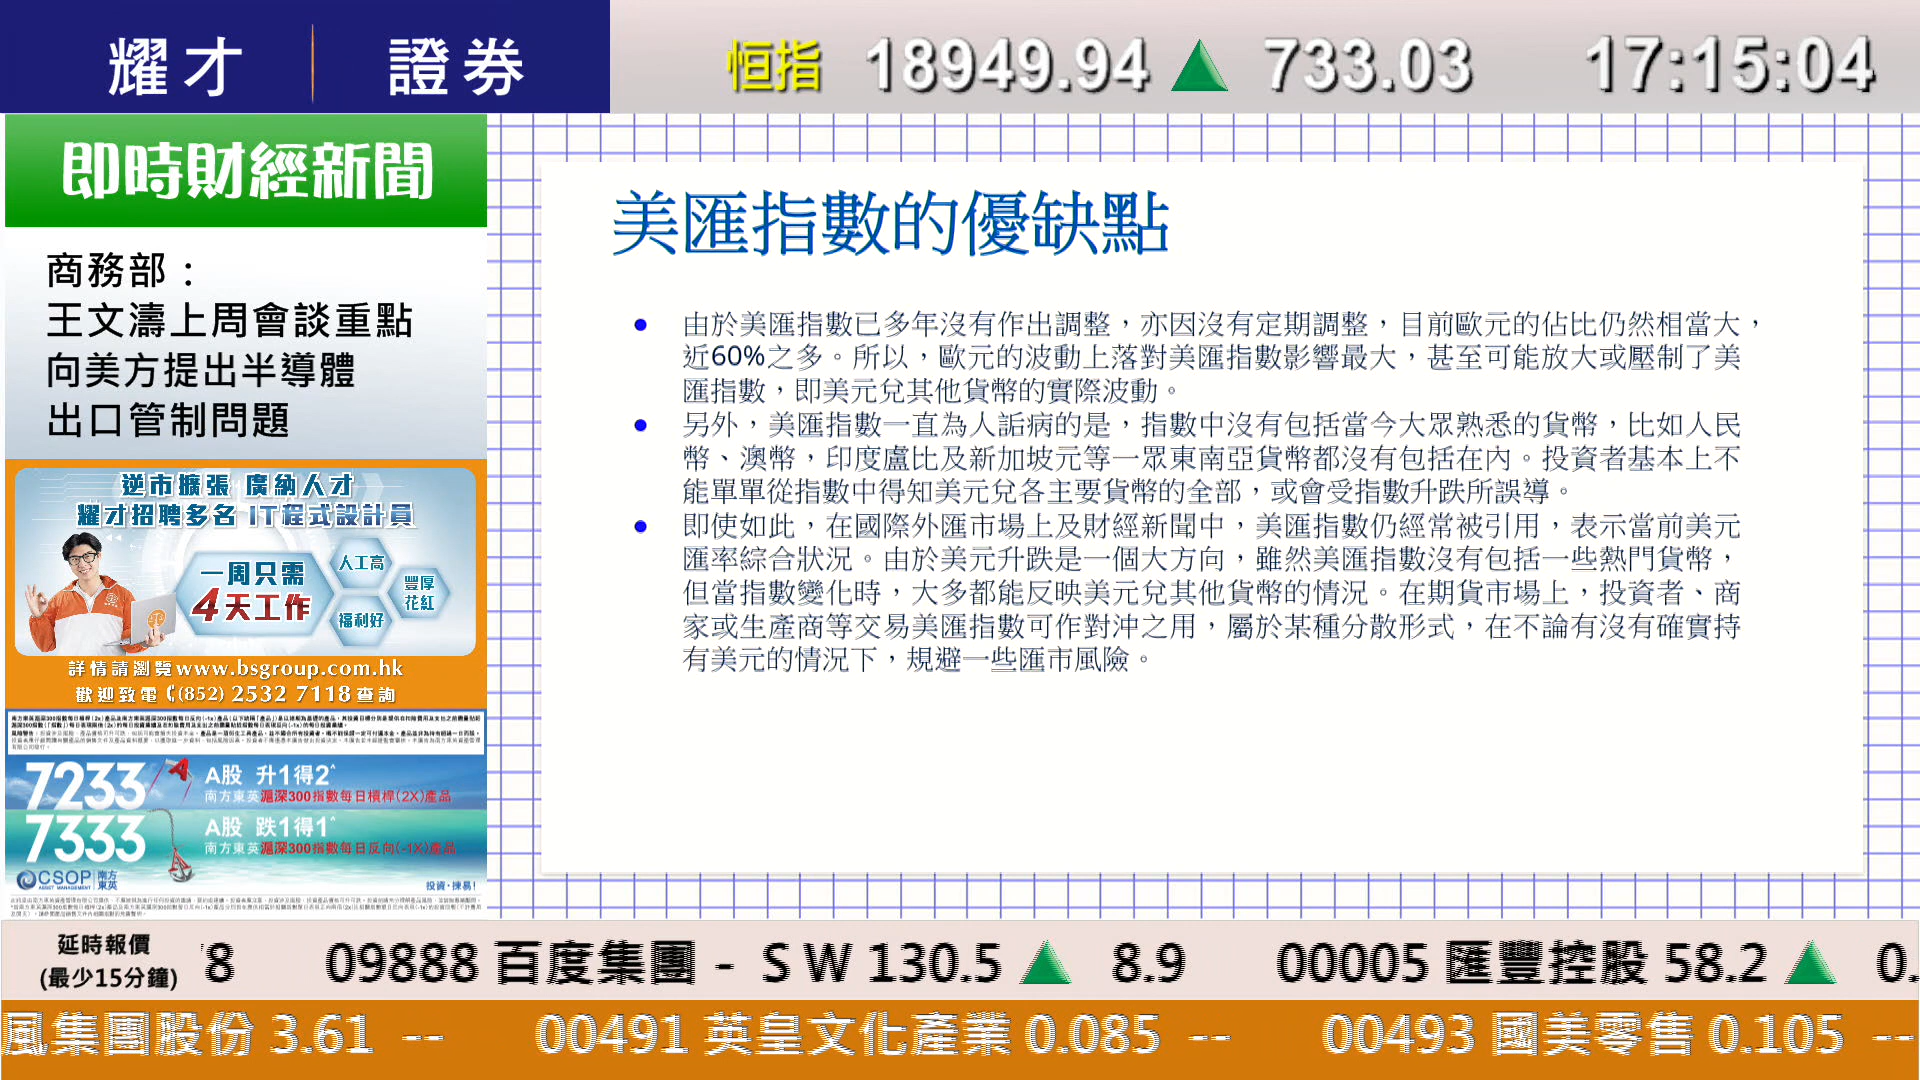 耀才 證券
恒指 18949.94 ▲ 733.03 17:15:04
即時財經新聞
商務部：
王文濤上周會談重點
向美方提出半導體
出口管制問題
逆市擴張 廣納人才
耀才招聘多名 IT程式設計員
一周只需
4天工作
人工高
豐厚
花紅
福利好
詳情請瀏覽www.bsgroup.com.hk
歡迎致電 (852) 2532 7118查詢
7233
A股 升1得2^
南方東英滬深300指數每日槓桿(2X)產品
7333
A股 跌1得1^
南方東英滬深300指數每日反向(-1X)產品
CSOP 南方東英
ASSET MANAGEMENT
投資·揀易!
美匯指數的優缺點
● 由於美匯指數已多年沒有作出調整，亦因沒有定期調整，目前歐元的佔比仍然相當大，
近60%之多。所以，歐元的波動上落對美匯指數影響最大，甚至可能放大或壓制了美
匯指數，即美元兌其他貨幣的實際波動。
● 另外，美匯指數一直為人詬病的是，指數中沒有包括當今大眾熟悉的貨幣，比如人民
幣、澳幣，印度盧比及新加坡元等一眾東南亞貨幣都沒有包括在內。投資者基本上不
能單單從指數中得知美元兌各主要貨幣的全部，或會受指數升跌所誤導。
● 即使如此，在國際外匯市場上及財經新聞中，美匯指數仍經常被引用，表示當前美元
匯率綜合狀況。由於美元升跌是一個大方向，雖然美匯指數沒有包括一些熱門貨幣，
但當指數變化時，大多都能反映美元兌其他貨幣的情況。在期貨市場上，投資者、商
家或生產商等交易美匯指數可作對沖之用，屬於某種分散形式，在不論有沒有確實持
有美元的情況下，規避一些匯市風險。
延時報價
(最少15分鐘)
8 09888 百度集團 - S W 130.5 ▲ 8.9 00005 匯豐控股 58.2 ▲ 0.
風集團股份 3.61 -- 00491 英皇文化產業 0.085 -- 00493 國美零售 0.105 --